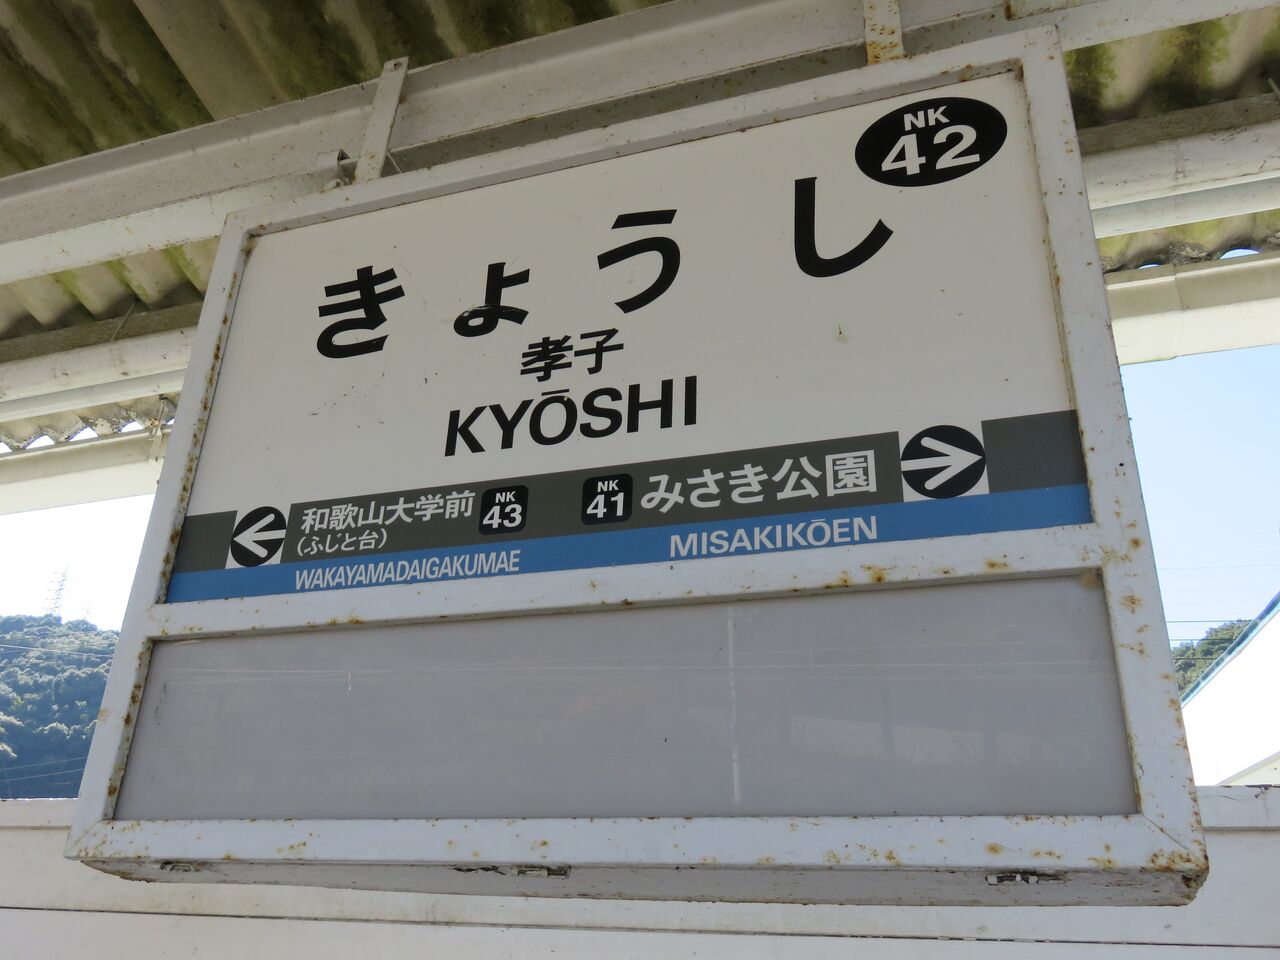 NK
42
きょうし
孝子
KYŌSHI
和歌山大学前
(ふじと台)
NK
43
WAKAYAMADAIGAKUMAE
NK
41
みさき公園
MISAKIKŌEN